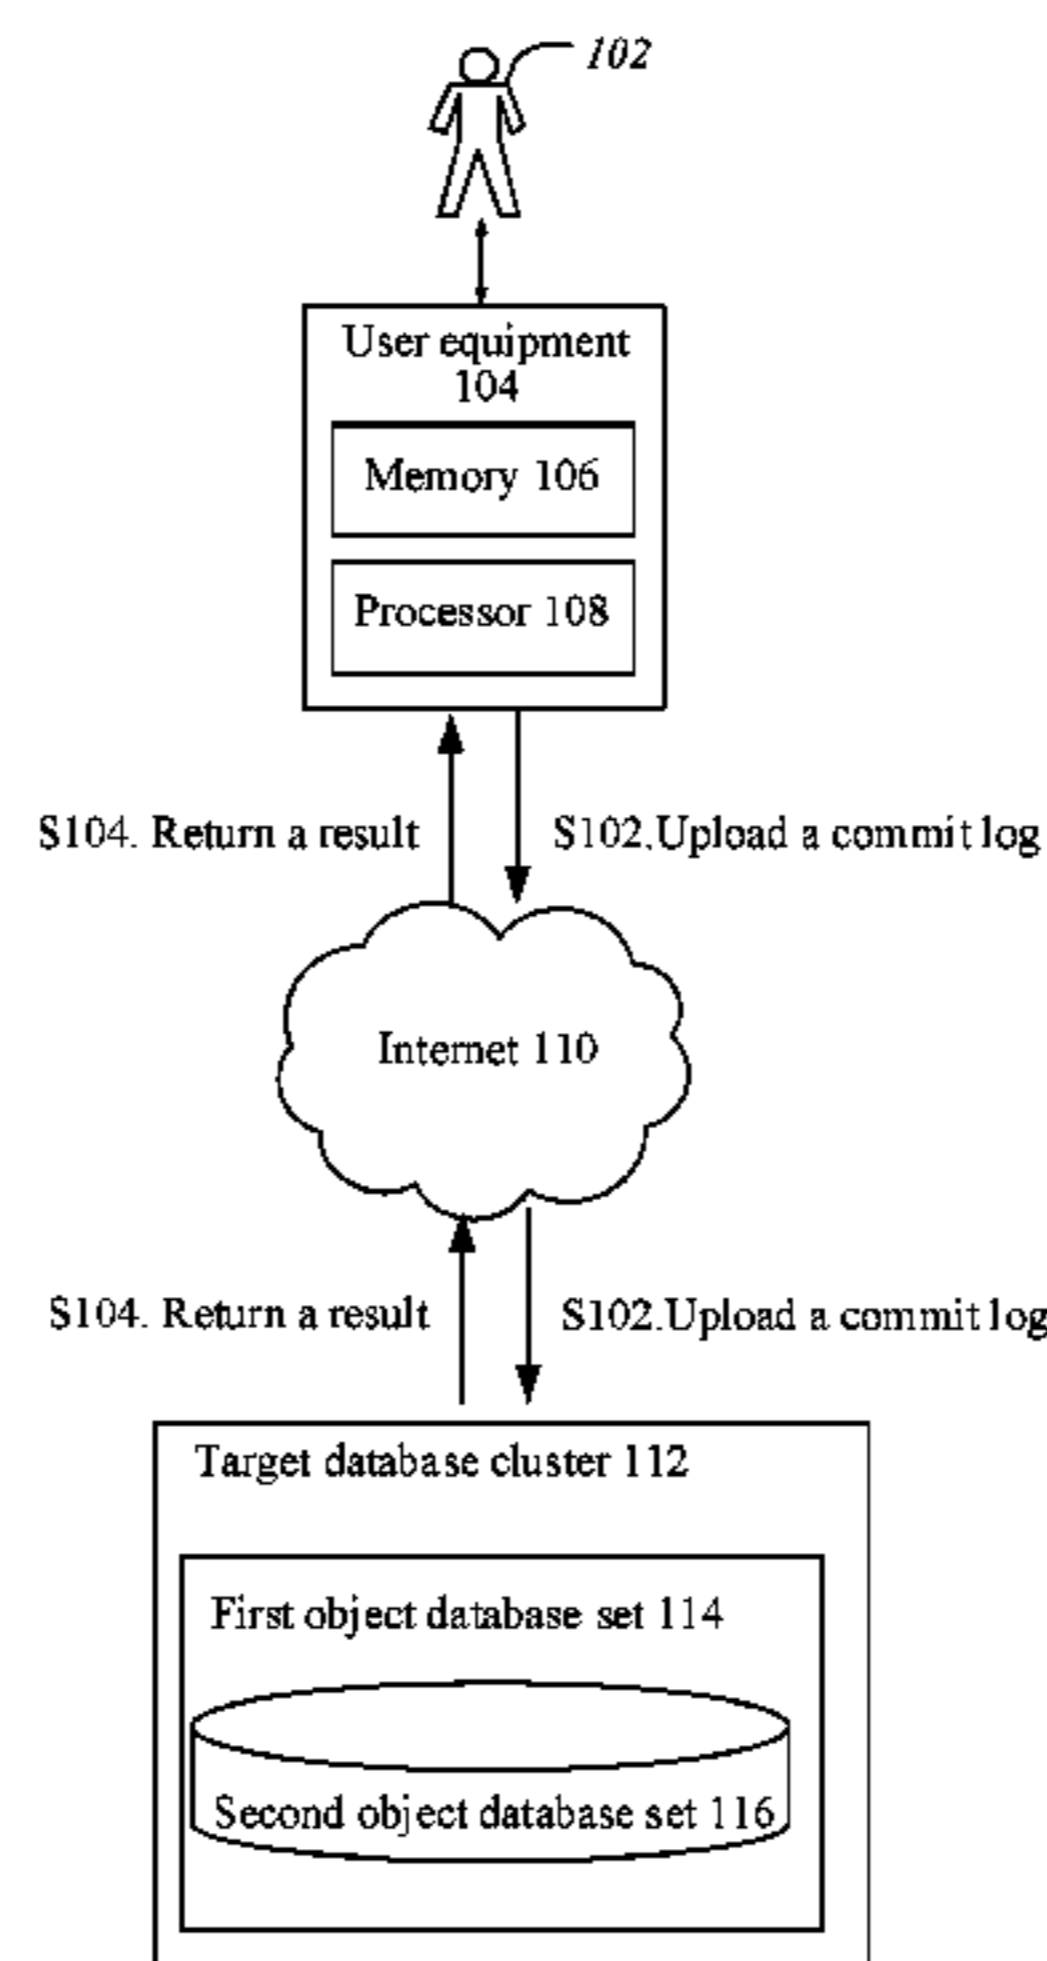 102
User equipment
104
Memory 106
Processor 108
S104. Return a result
S102.Upload a commit log
Internet 110
S104. Return a result
S102.Upload a commit log
Target database cluster 112
First object database set 114
Second object database set 116